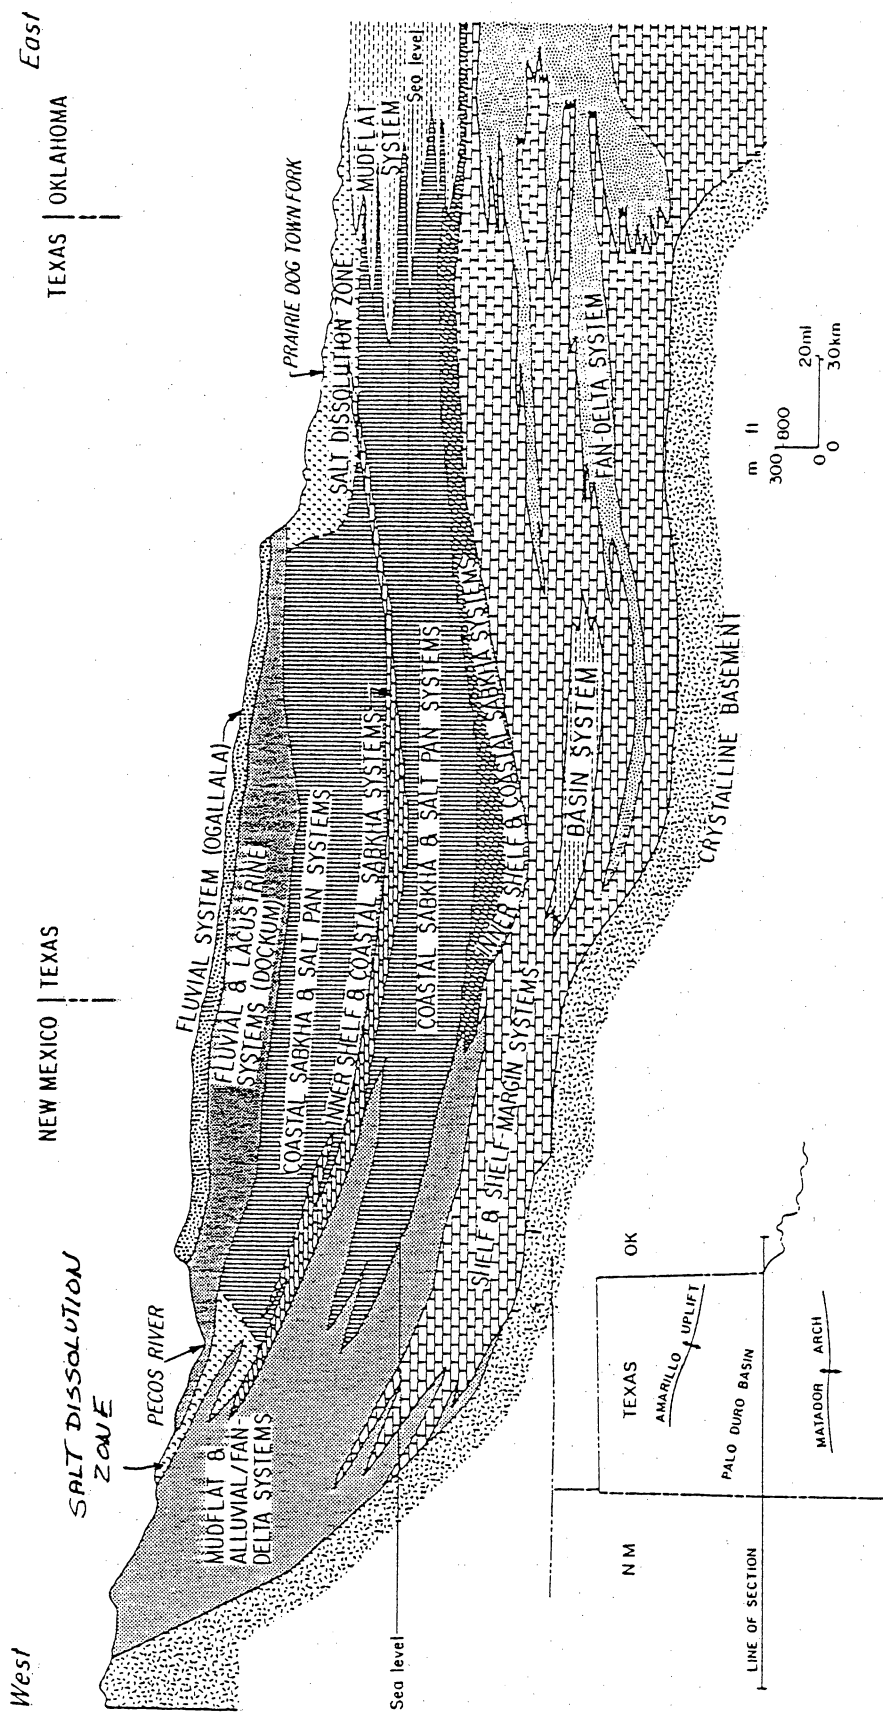 West
East
NEW MEXICO | TEXAS
TEXAS | OKLAHOMA
SALT DISSOLUTION
ZONE
PECOS RIVER
FLUVIAL SYSTEM (OGALLALA)
PRAIRIE DOG TOWN FORK
FLUVIAL & LACUSTRINE
SYSTEMS (DOCKUM)
SALT DISSOLUTION ZONE
MUDFLAT
SYSTEM
Sea level
COASTAL SABKHA & SALT PAN SYSTEMS
INNER SHELF & COASTAL SABKHA SYSTEMS
MUDFLAT &
ALLUVIAL/FAN-
DELTA SYSTEMS
COASTAL SABKHA & SALT PAN SYSTEMS
INNER SHELF & COASTAL SABKHA SYSTEMS
Sea level
SHELF & SHELF-MARGIN SYSTEMS
BASIN SYSTEM
FAN-DELTA SYSTEM
CRYSTALLINE BASEMENT
m ft
300 800
0 0
20mi
30km
NM
TEXAS
OK
AMARILLO UPLIFT
PALO DURO BASIN
LINE OF SECTION
MATADOR ARCH